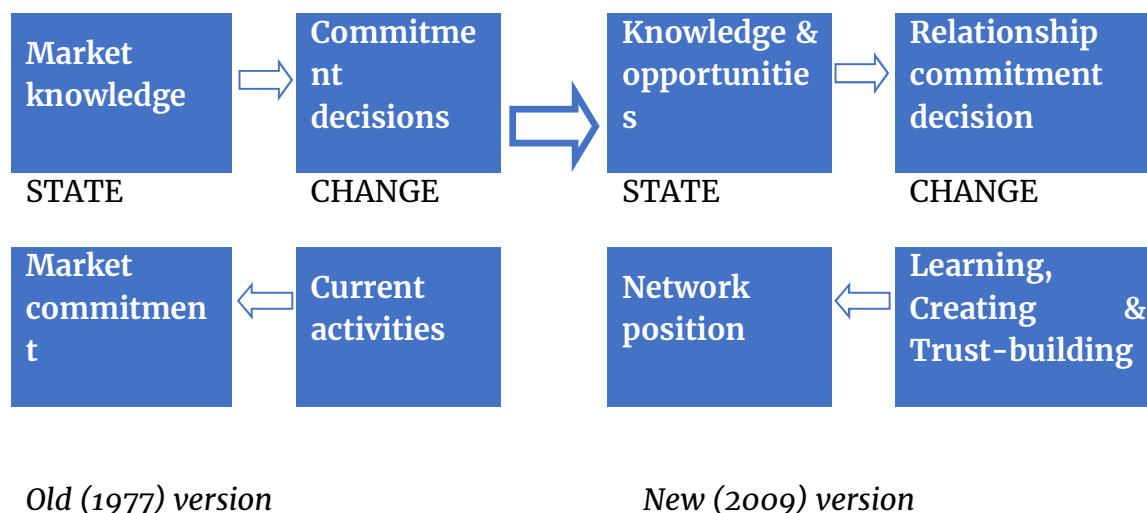 Market
knowledge
Commitme
nt
decisions
Knowledge &
opportunitie
s
Relationship
commitment
decision
STATE
CHANGE
STATE
CHANGE
Market
commitmen
t
Current
activities
Network
position
Learning,
Creating &
Trust-building
Old (1977) version
New (2009) version